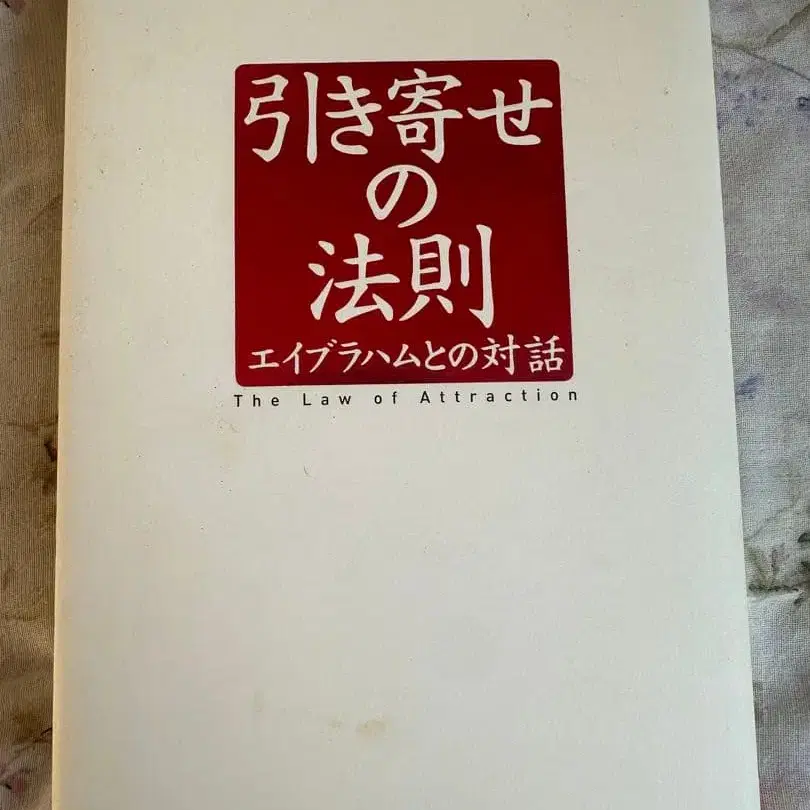 引き寄せ
の
法則
エイブラハムとの対話
The Law of Attraction